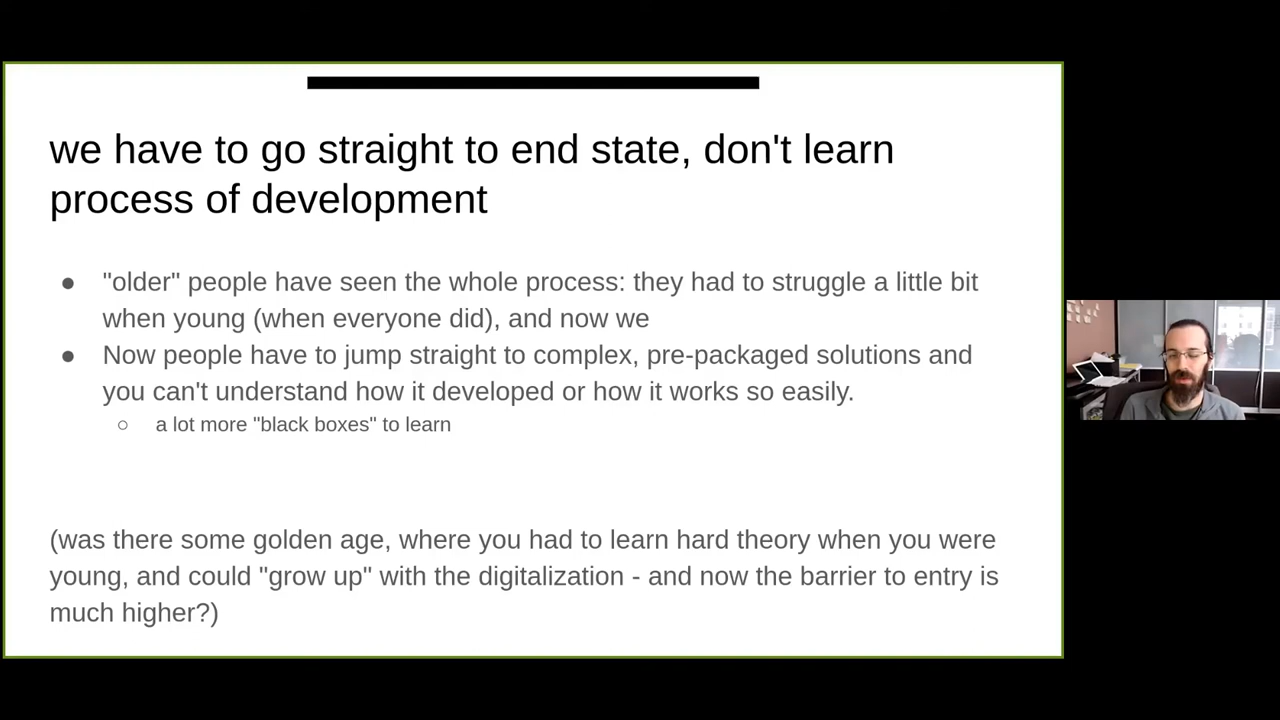 we have to go straight to end state, don't learn
process of development
● "older" people have seen the whole process: they had to struggle a little bit
when young (when everyone did), and now we
● Now people have to jump straight to complex, pre-packaged solutions and
you can't understand how it developed or how it works so easily.
○ a lot more "black boxes" to learn
(was there some golden age, where you had to learn hard theory when you were
young, and could "grow up" with the digitalization - and now the barrier to entry is
much higher?)